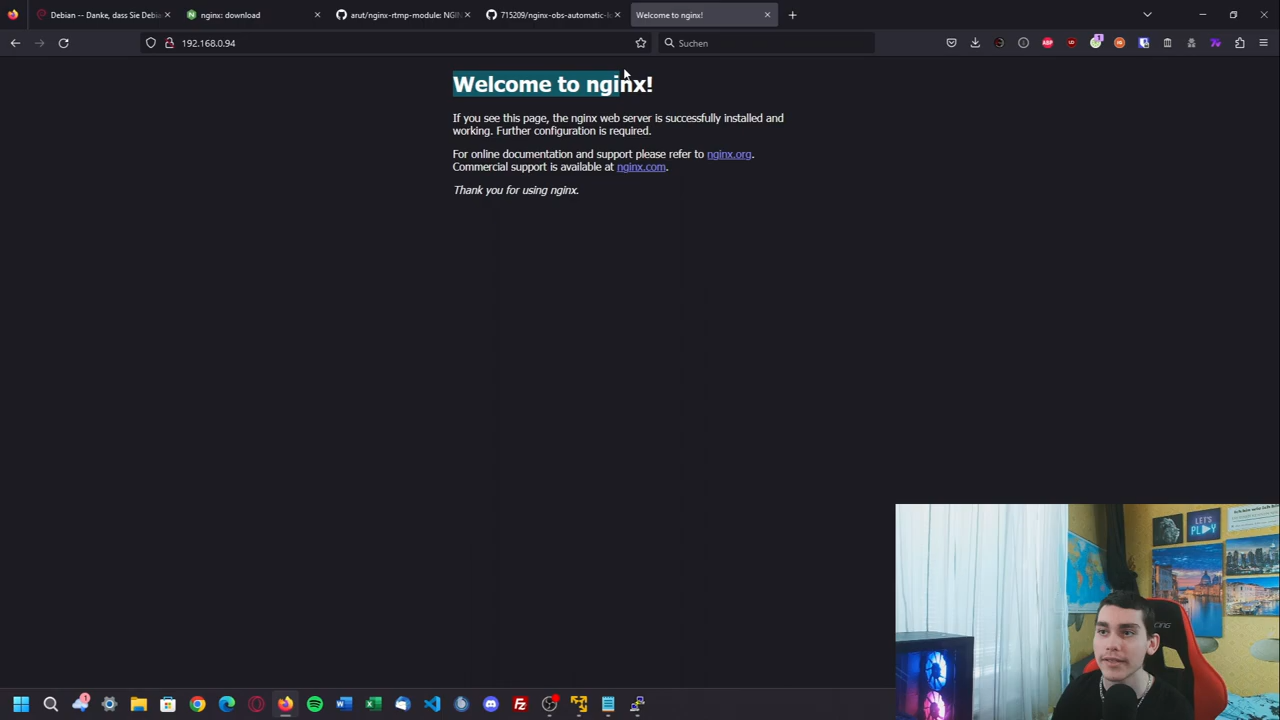 Debian -- Danke, dass Sie Debia
nginx: download
arut/nginx-rtmp-module: NGIN
715209/nginx-obs-automatic-l
Welcome to nginx!
192.168.0.94
Suchen
Welcome to nginx!
If you see this page, the nginx web server is successfully installed and
working. Further configuration is required.
For online documentation and support please refer to nginx.org.
Commercial support is available at nginx.com.
Thank you for using nginx.
LET'S
PLAY